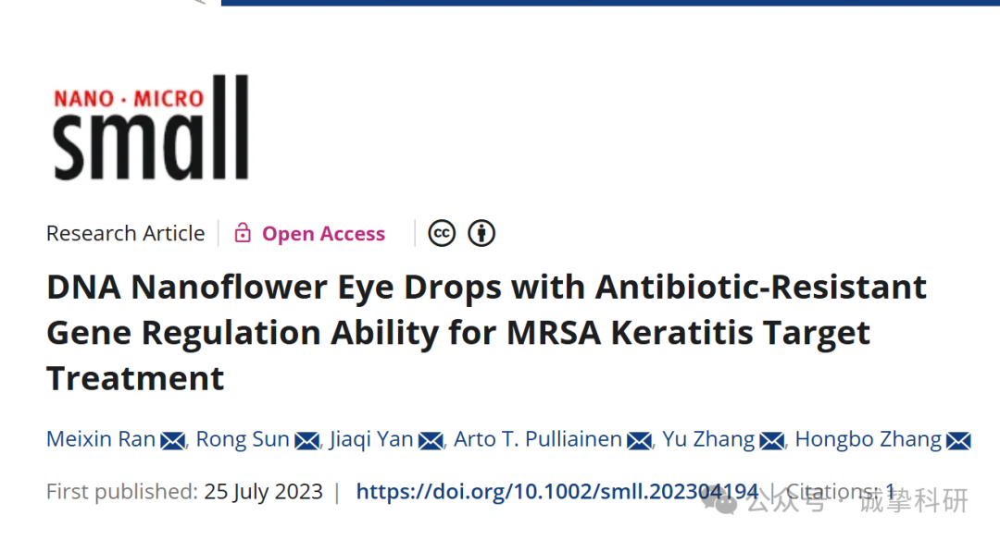 NANO · MICRO
small
Research Article Open Access cc
DNA Nanoflower Eye Drops with Antibiotic-Resistant
Gene Regulation Ability for MRSA Keratitis Target
Treatment
Meixin Ran, Rong Sun, Jiaqi Yan, Arto T. Pulliainen, Yu Zhang, Hongbo Zhang
First published: 25 July 2023 | https://doi.org/10.1002/smll.202304194 | Citations: 1
公众号 · 诚挚科研